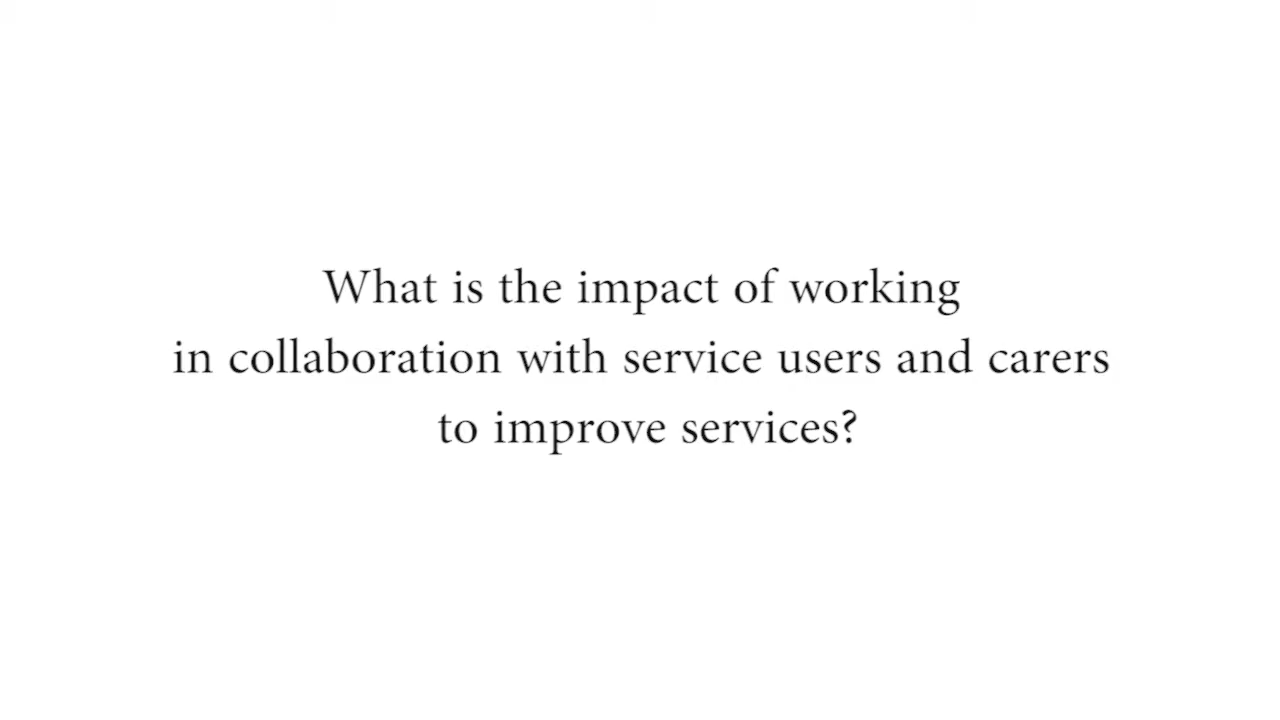 What is the impact of working
in collaboration with service users and carers
to improve services?